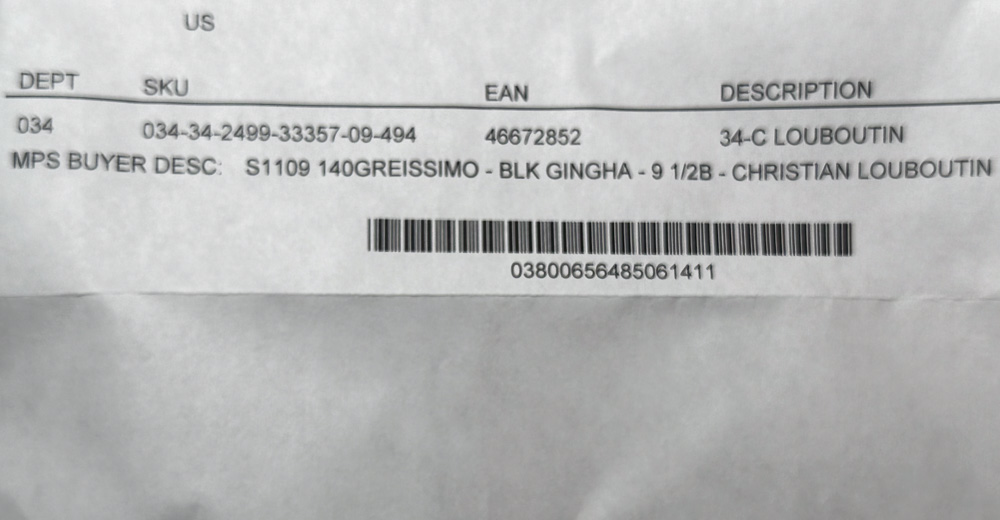 US
DEPT SKU EAN DESCRIPTION
034 034-34-2499-33357-09-494 46672852 34-C LOUBOUTIN
MPS BUYER DESC: S1109 140GREISSIMO - BLK GINGHA - 9 1/2B - CHRISTIAN LOUBOUTIN
03800656485061411